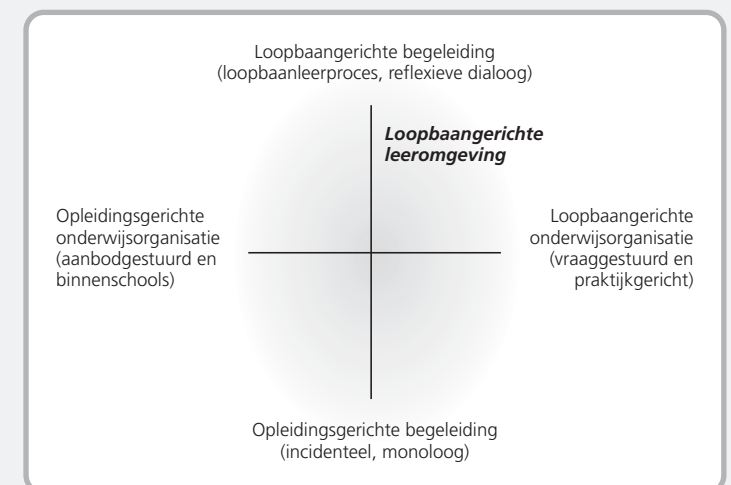 Loopbaangerichte begeleiding
(loopbaanleerproces, reflexieve dialoog)
Loopbaangerichte
leeromgeving
Opleidingsgerichte
onderwijsorganisatie
(aanbodgestuurd en
binnenschools)
Loopbaangerichte
onderwijsorganisatie
(vraaggestuurd en
praktijkgericht)
Opleidingsgerichte begeleiding
(incidenteel, monoloog)